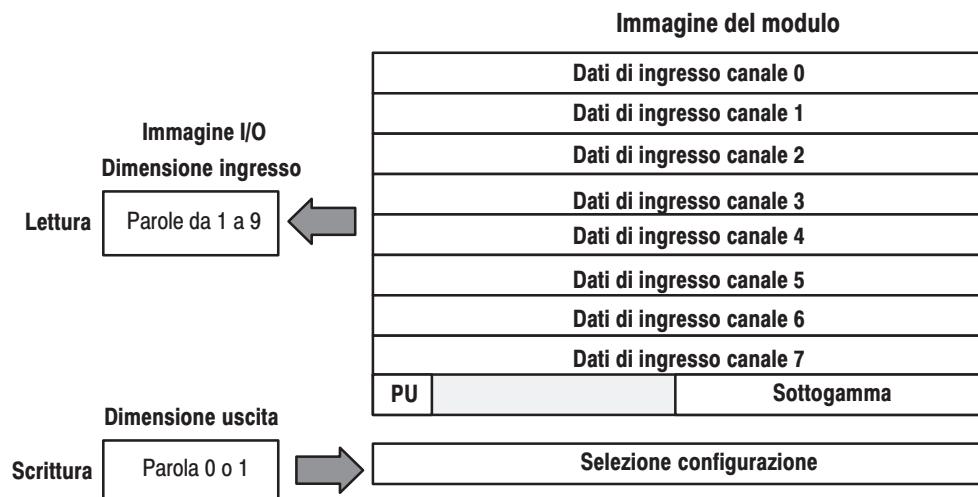 Immagine del modulo
Dati di ingresso canale 0
Dati di ingresso canale 1
Immagine I/O
Dimensione ingresso
Dati di ingresso canale 2
Lettura
Parole da 1 a 9
Dati di ingresso canale 3
Dati di ingresso canale 4
Dati di ingresso canale 5
Dati di ingresso canale 6
Dati di ingresso canale 7
PU
Sottogamma
Dimensione uscita
Scrittura
Parola 0 o 1
Selezione configurazione